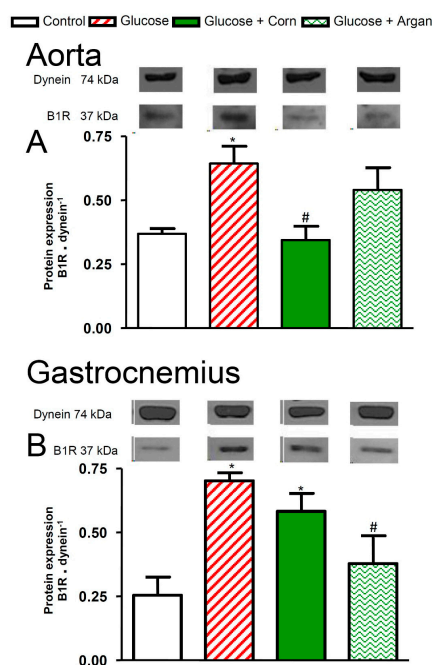 Control Glucose Glucose + Corn Glucose + Argan
Aorta
Dynein 74 kDa
B1R 37 kDa
A
Protein expression
B1R . dynein-1
0.75
0.50
0.25
0.00
*
#
Gastrocnemius
Dynein 74 kDa
B1R 37 kDa
B
Protein expression
B1R . dynein-1
0.75
0.50
0.25
0.00
*
*
#